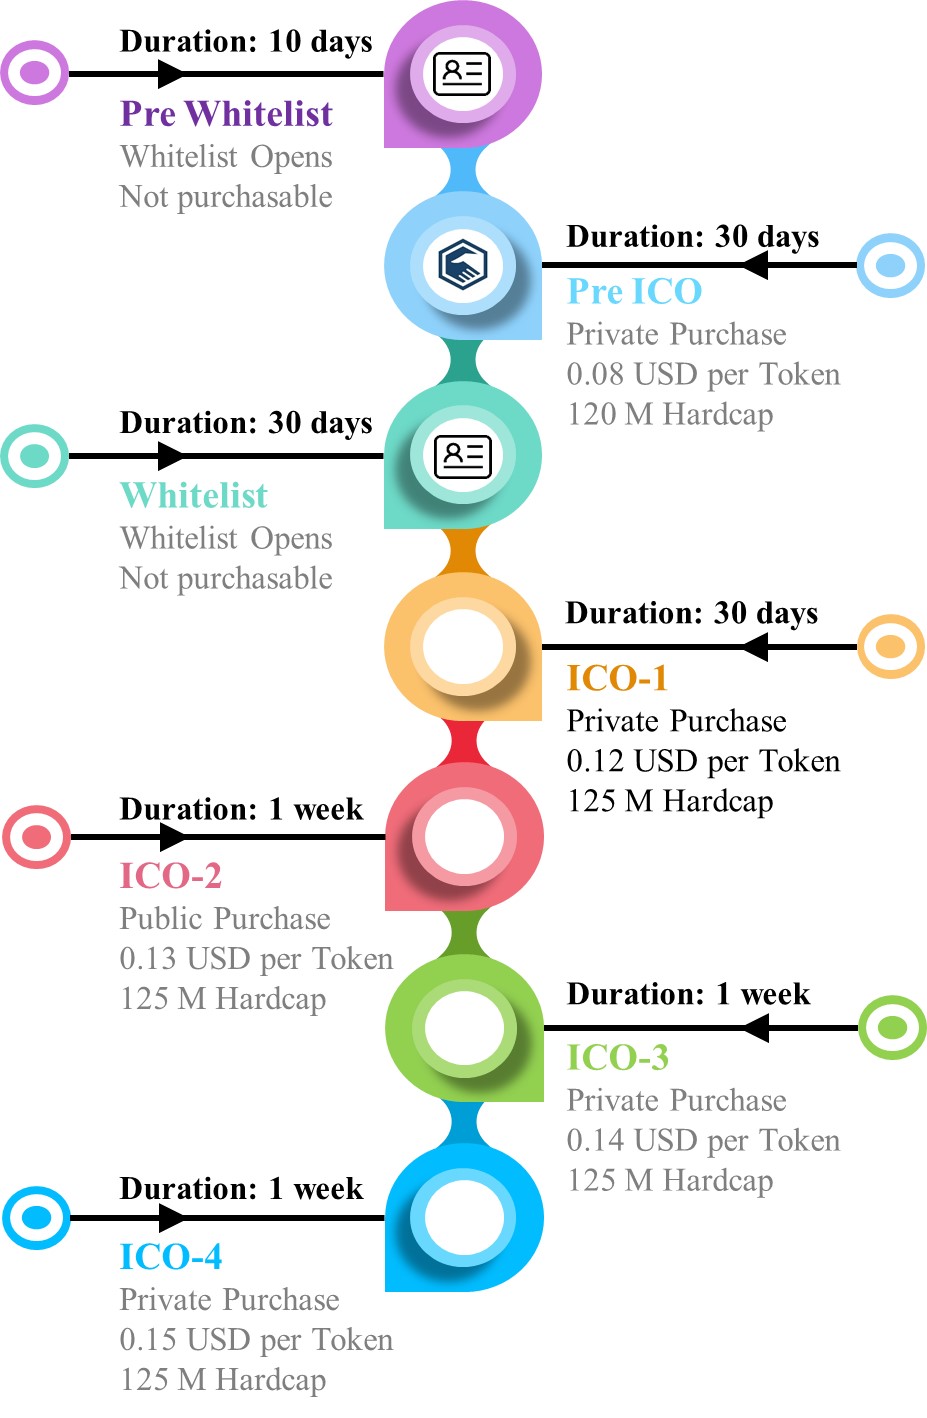 Duration: 10 days
Pre Whitelist
Whitelist Opens
Not purchasable
Duration: 30 days
Pre ICO
Private Purchase
0.08 USD per Token
120 M Hardcap
Duration: 30 days
Whitelist
Whitelist Opens
Not purchasable
Duration: 30 days
ICO-1
Private Purchase
0.12 USD per Token
125 M Hardcap
Duration: 1 week
ICO-2
Public Purchase
0.13 USD per Token
125 M Hardcap
Duration: 1 week
ICO-3
Private Purchase
0.14 USD per Token
125 M Hardcap
Duration: 1 week
ICO-4
Private Purchase
0.15 USD per Token
125 M Hardcap